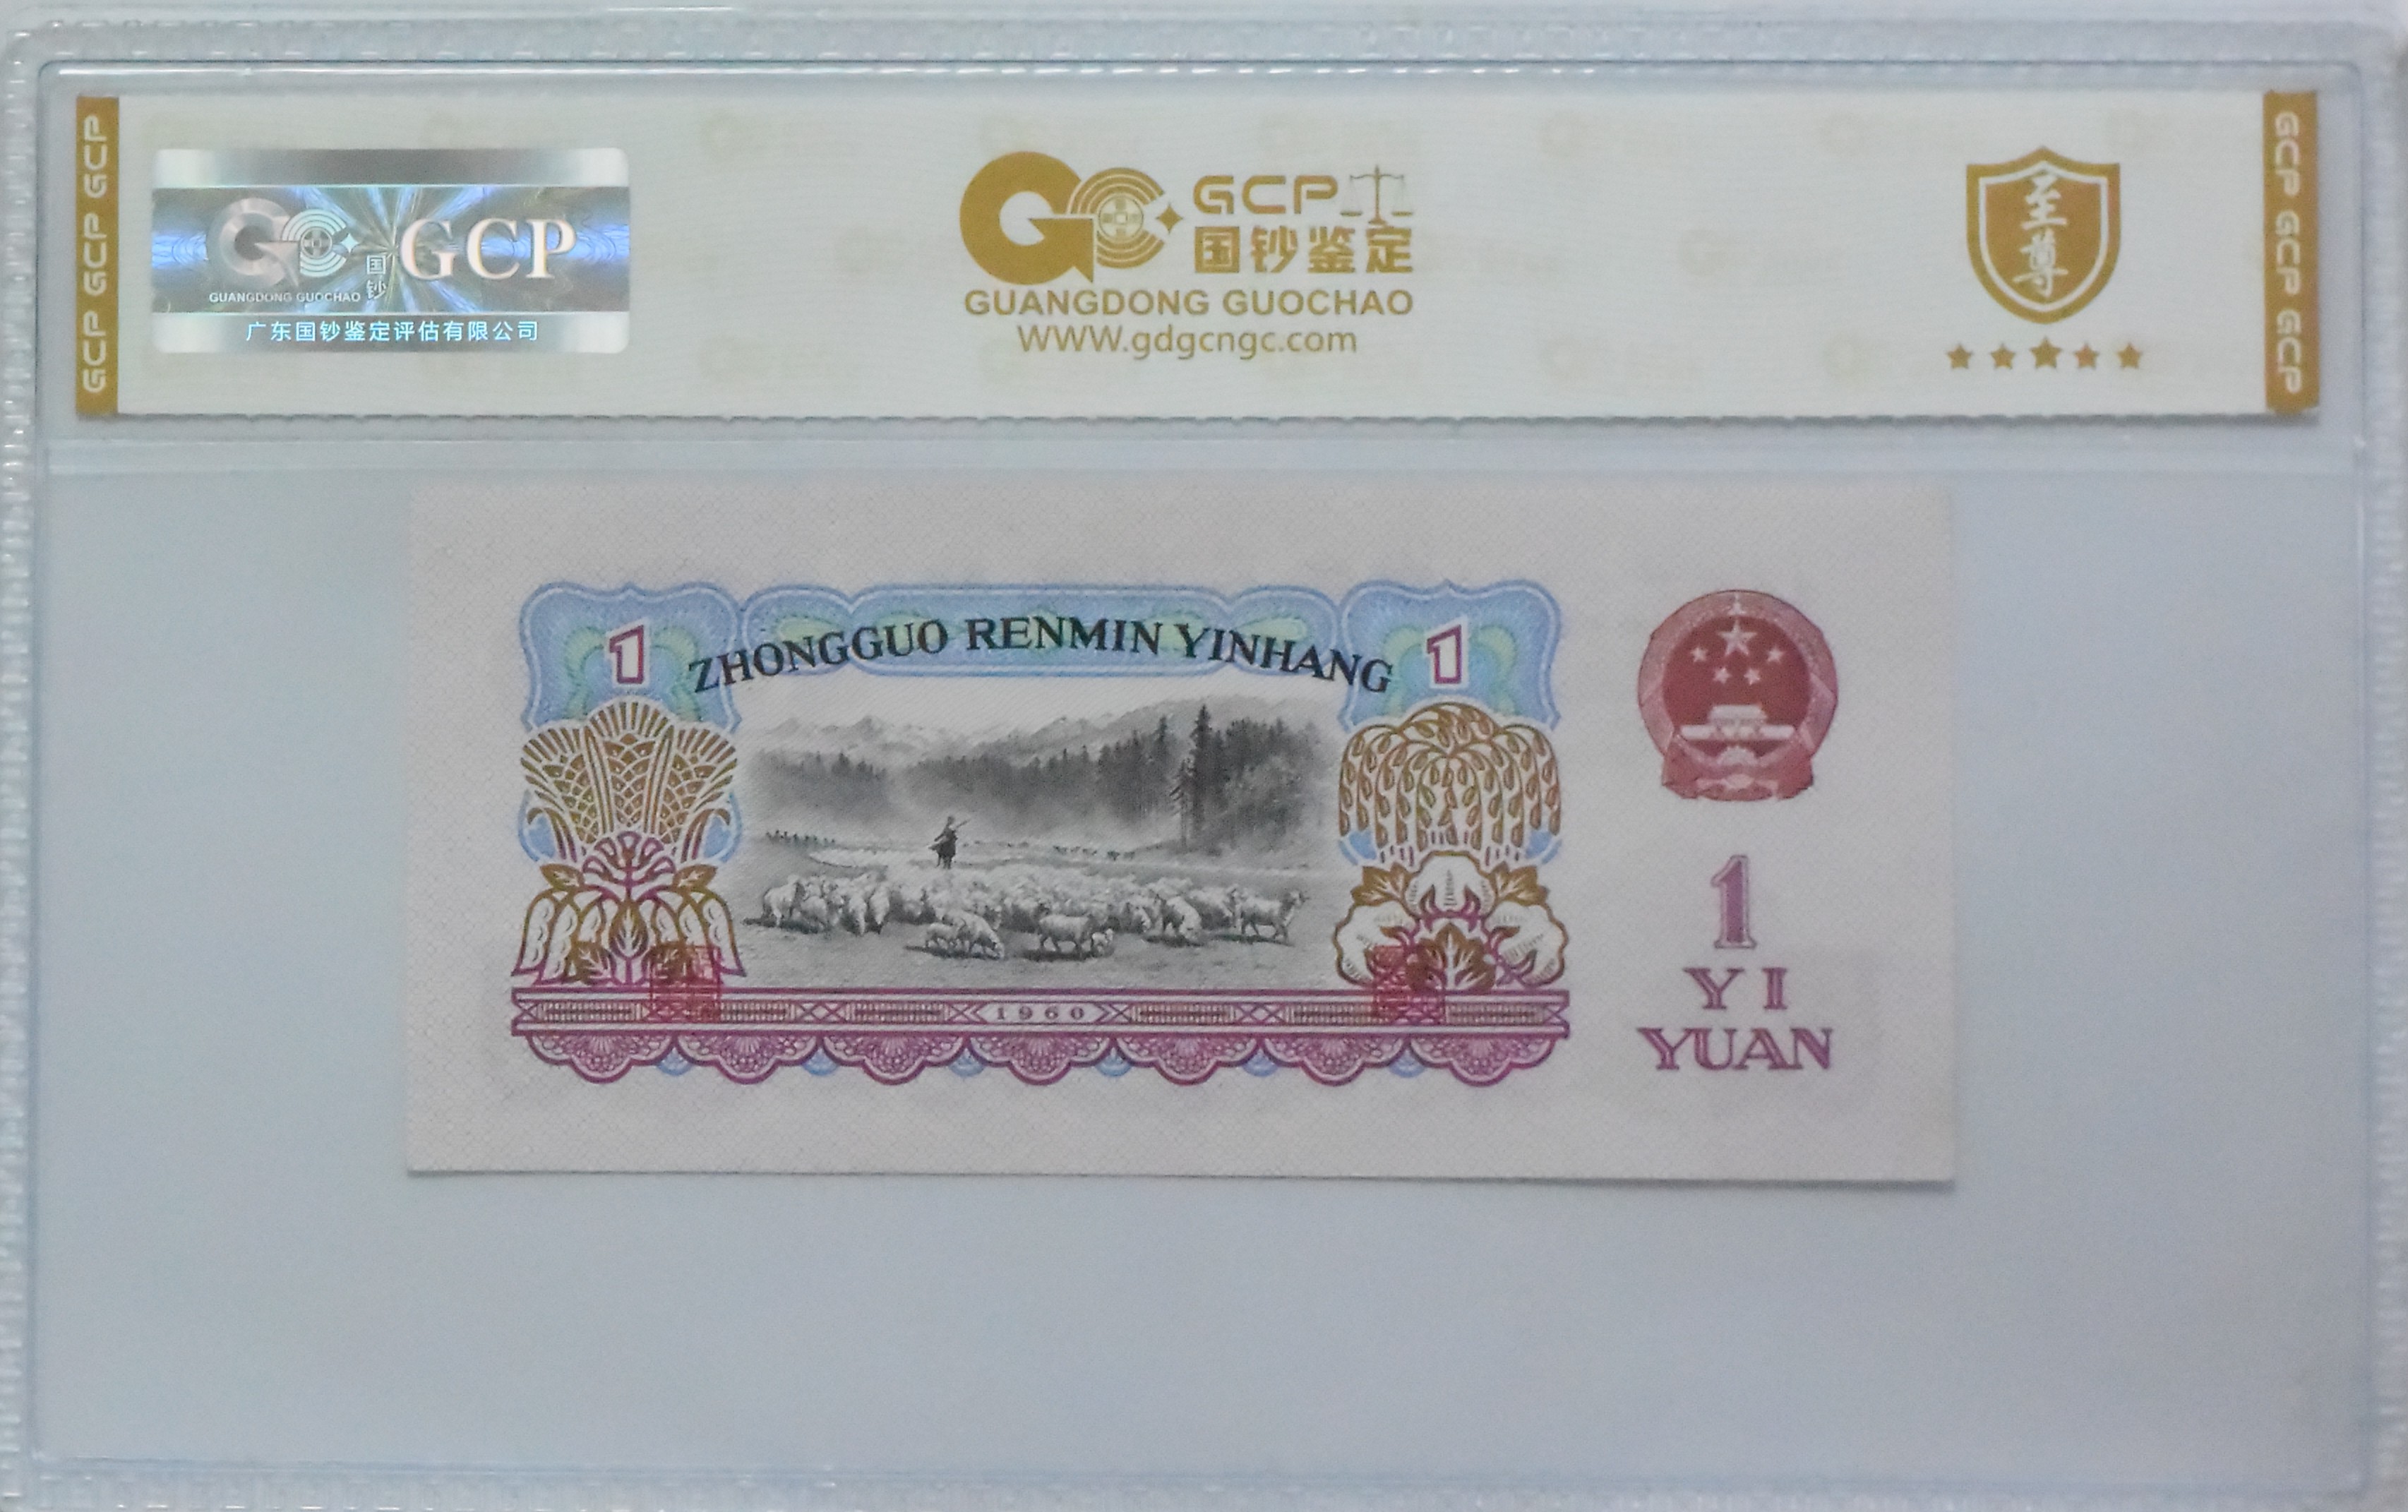 GCP GCP GCP
GUANGDONG GUOCHAO
国钞
GCP
广东国钞鉴定评估有限公司
GCP
国钞鉴定
GUANGDONG GUOCHAO
WWW.gdgcngc.com
至尊
GCP GCP GCP
1
ZHONGGUO RENMIN YINHANG
1
1960
1
YI
YUAN